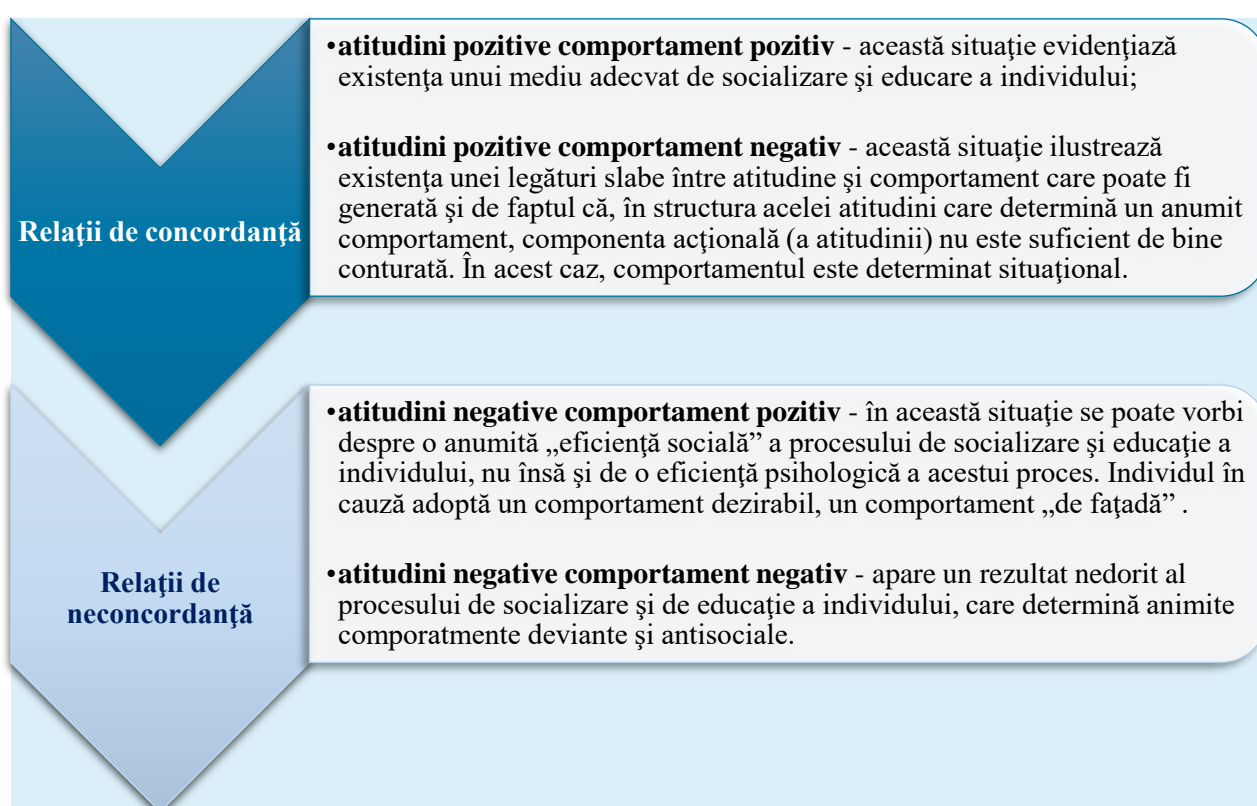 Relaţii de concordanţă
•atitudini pozitive comportament pozitiv - această situaţie evidenţiază
existenţa unui mediu adecvat de socializare şi educare a individului;
•atitudini pozitive comportament negativ - această situaţie ilustrează
existenţa unei legături slabe între atitudine şi comportament care poate fi
generată şi de faptul că, în structura acelei atitudini care determină un anumit
comportament, componenta acţională (a atitudinii) nu este suficient de bine
conturată. În acest caz, comportamentul este determinat situaţional.
Relaţii de
neconcordanţă
•atitudini negative comportament pozitiv - în această situaţie se poate vorbi
despre o anumită „eficienţă socială” a procesului de socializare şi educaţie a
individului, nu însă şi de o eficienţă psihologică a acestui proces. Individul în
cauză adoptă un comportament dezirabil, un comportament „de faţadă” .
•atitudini negative comportament negativ - apare un rezultat nedorit al
procesului de socializare şi de educaţie a individului, care determină animite
comporatmente deviante şi antisociale.